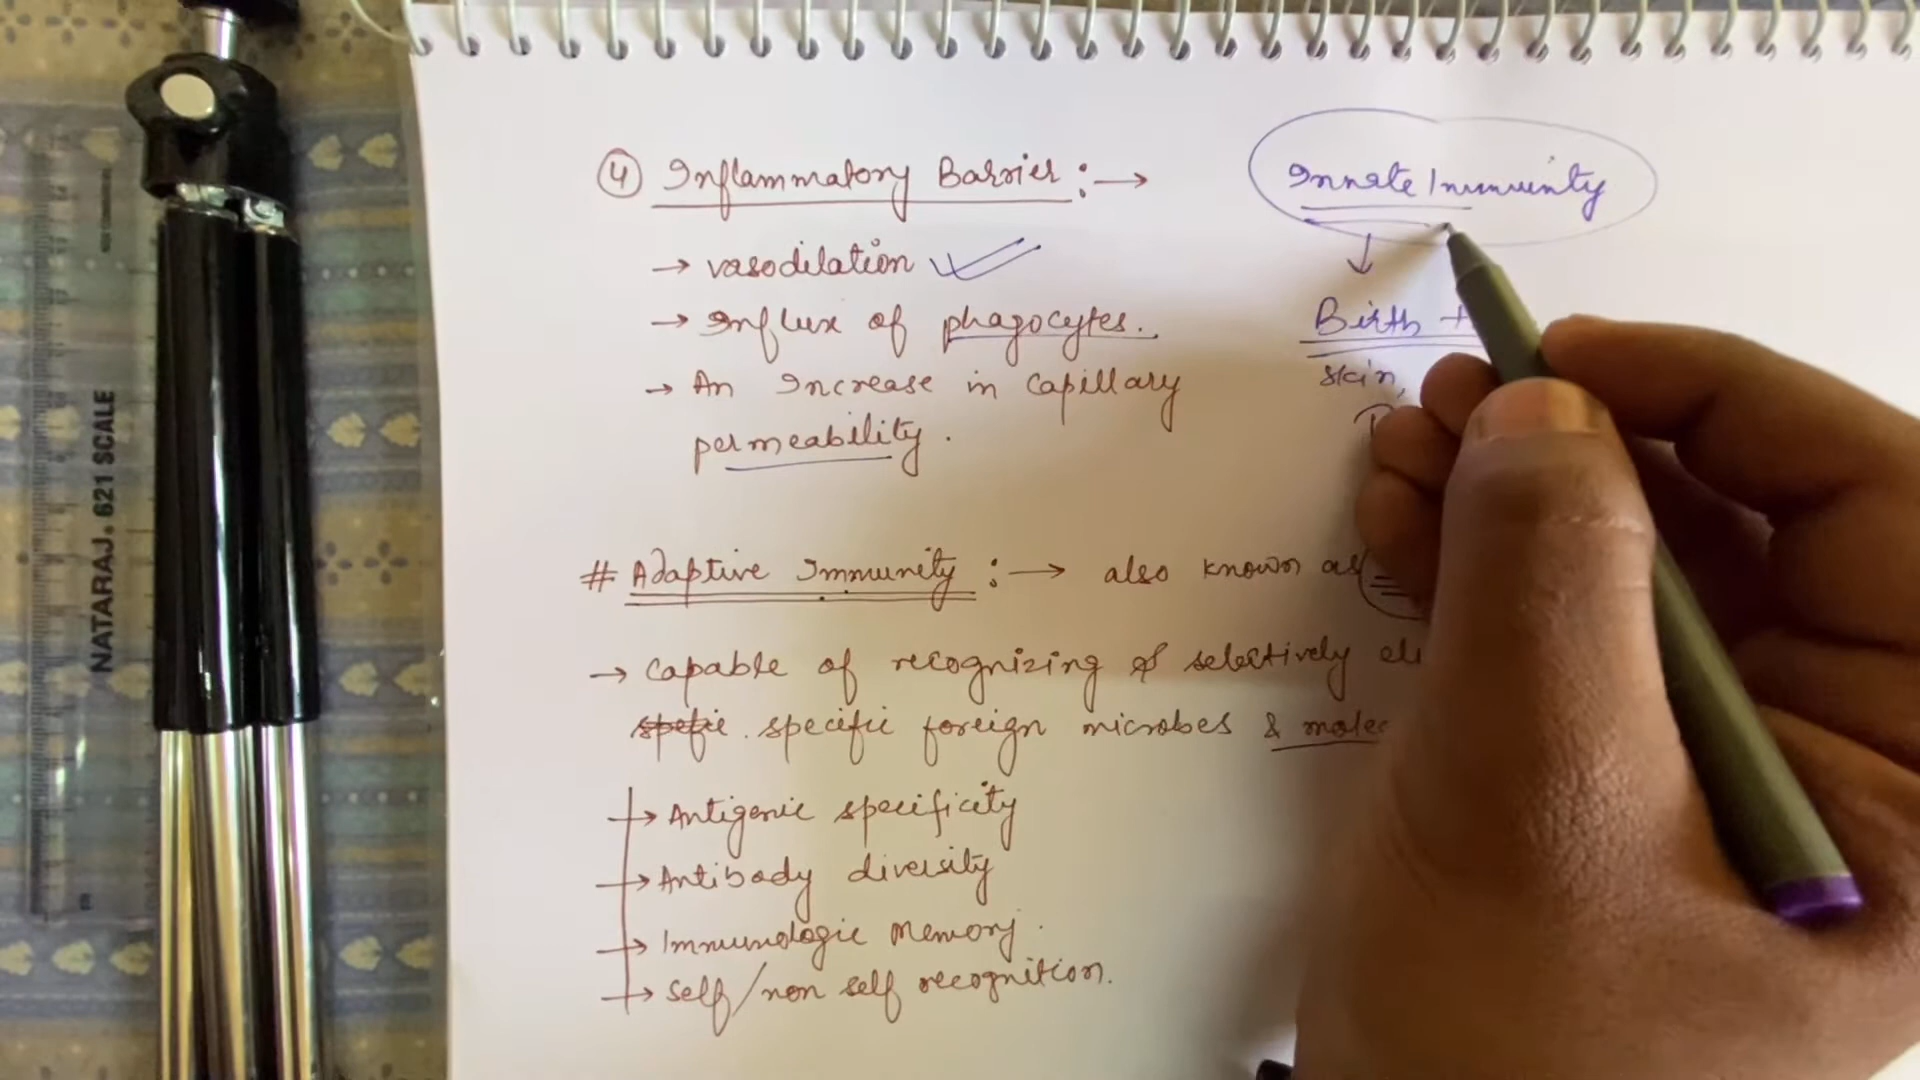 ④ Inflammatory Barrier :→
→ vasodilation
→ Influx of phagocytes.
→ An Increase in capillary
permeability.
Innate Immunity
↓
Birth
skin,
# Adaptive Immunity :→ also known as
→ capable of recognizing & selectively
specific foreign microbes &
→ Antigenic specificity
→ Antibody diversity
→ Immunologic Memory.
→ self/non self recognition.
NATARAJ. 621 SCALE